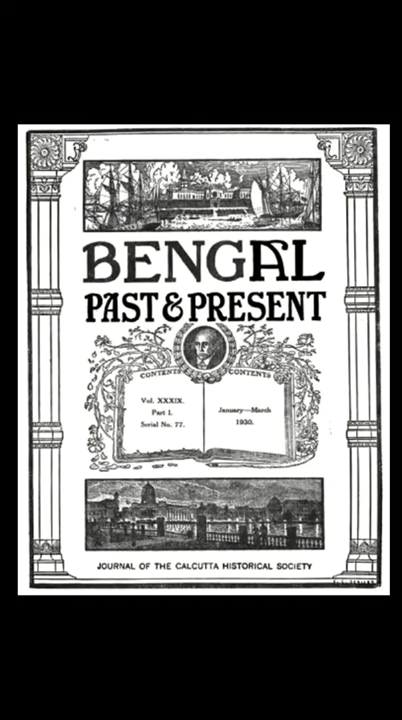 BENGAL
PAST & PRESENT
CONTENTS CONTENTS
Vol. XXXIX.
Part I.
Serial No. 77.
January—March
1930.
JOURNAL OF THE CALCUTTA HISTORICAL SOCIETY